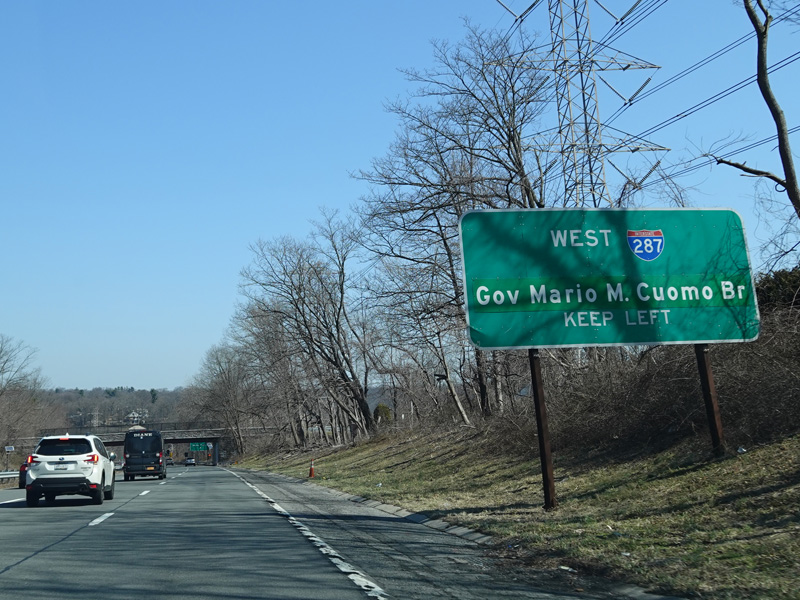 WEST 287
Gov Mario M. Cuomo Br
KEEP LEFT